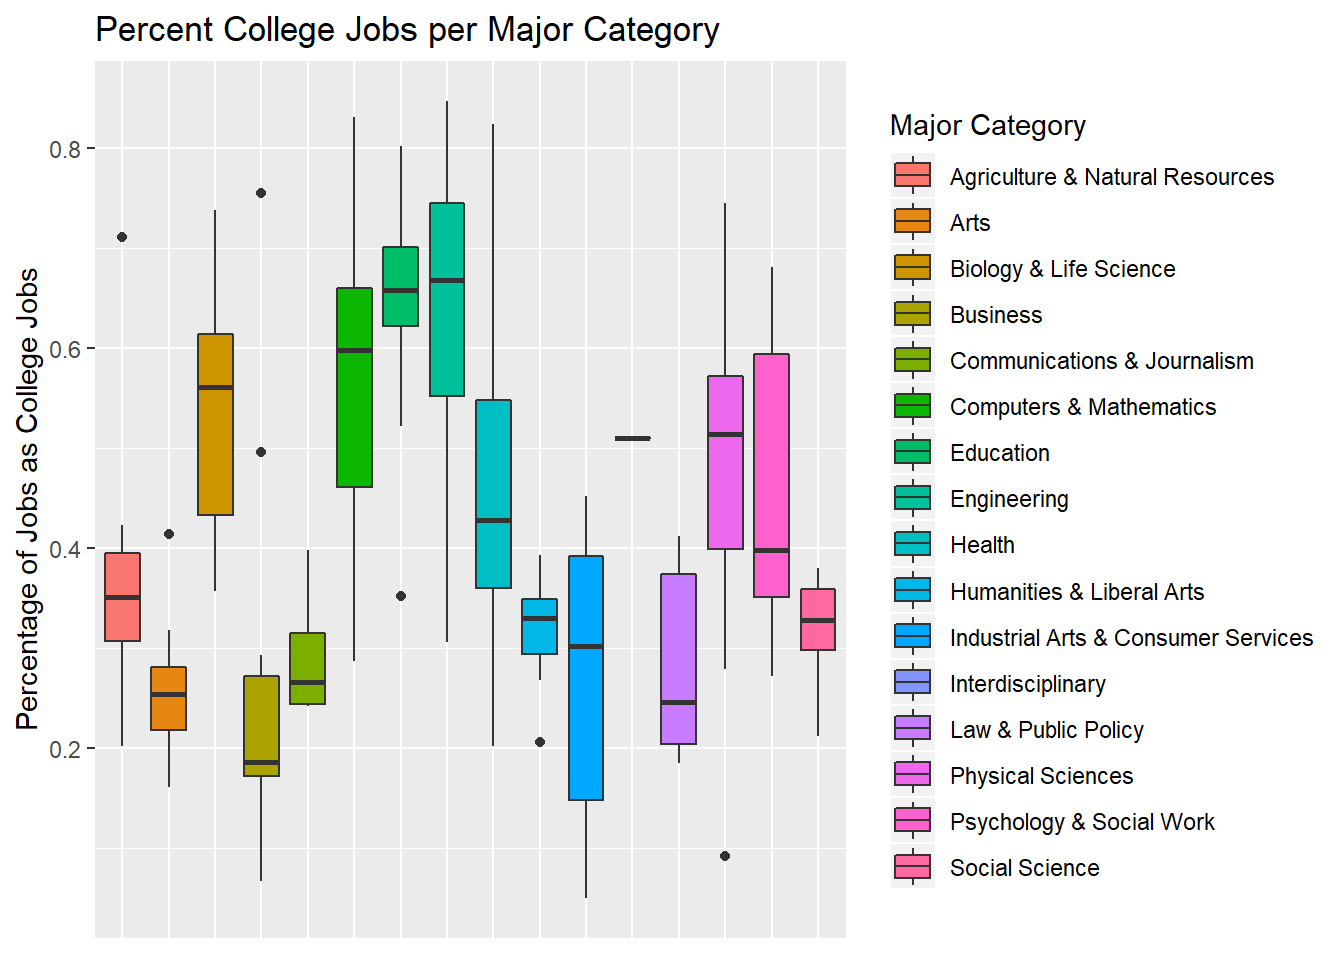 Percent College Jobs per Major Category
Percentage of Jobs as College Jobs
0.8
0.6
0.4
0.2
Major Category
Agriculture & Natural Resources
Arts
Biology & Life Science
Business
Communications & Journalism
Computers & Mathematics
Education
Engineering
Health
Humanities & Liberal Arts
Industrial Arts & Consumer Services
Interdisciplinary
Law & Public Policy
Physical Sciences
Psychology & Social Work
Social Science